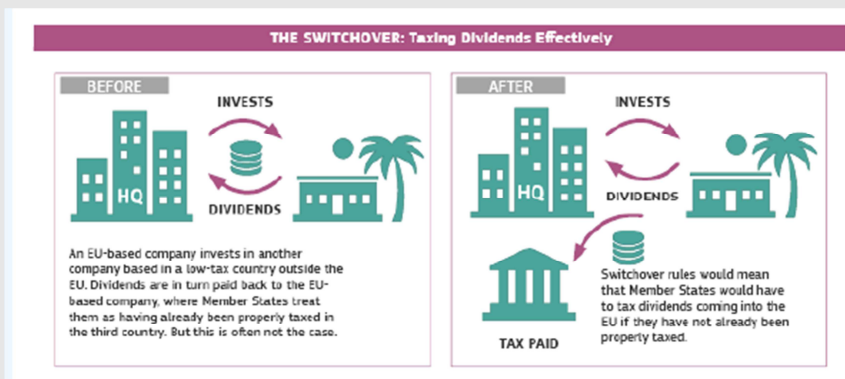 THE SWITCHOVER: Taxing Dividends Effectively
BEFORE
INVESTS
HQ
DIVIDENDS
An EU-based company invests in another
company based in a low-tax country outside the
EU. Dividends are in turn paid back to the EU-
based company, where Member States treat
them as having already been properly taxed in
the third country. But this is often not the case.
AFTER
INVESTS
HQ
DIVIDENDS
Switchover rules would mean
that Member States would have
to tax dividends coming into the
EU if they have not already been
properly taxed.
TAX PAID